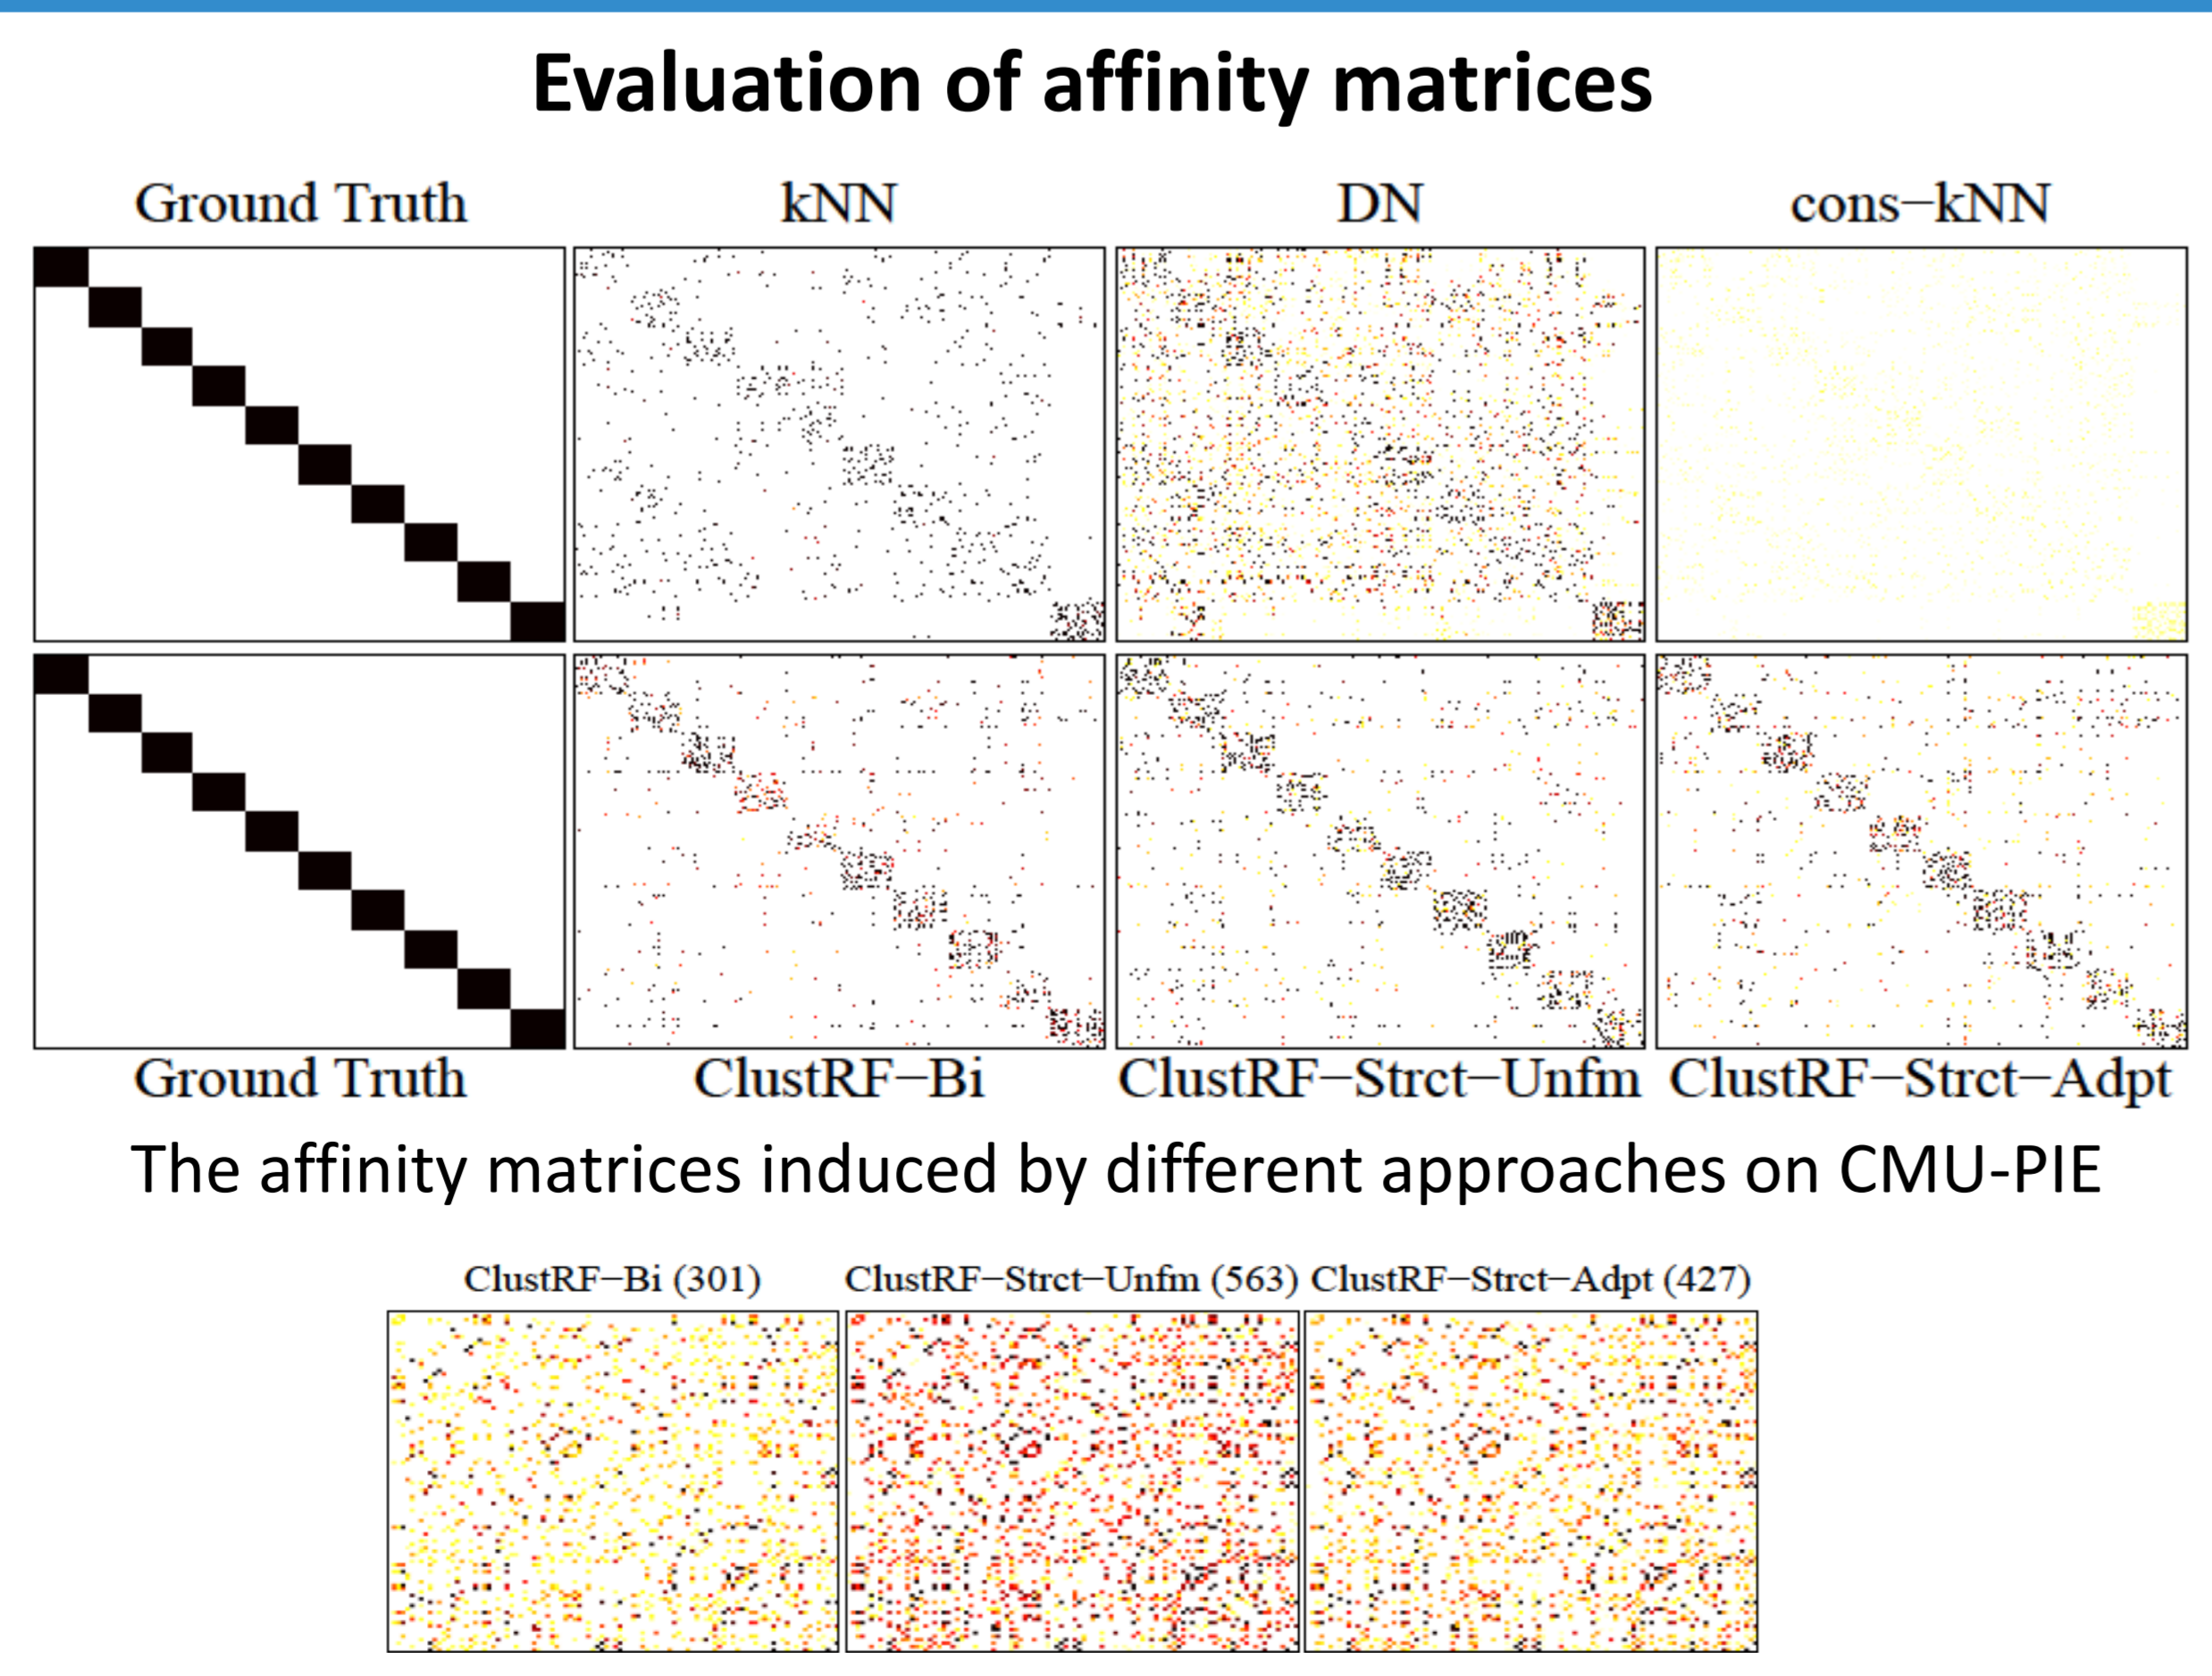 Evaluation of affinity matrices
Ground Truth kNN DN cons−kNN
Ground Truth ClustRF−Bi ClustRF−Strct−Unfm ClustRF−Strct−Adpt
The affinity matrices induced by different approaches on CMU-PIE
ClustRF−Bi (301) ClustRF−Strct−Unfm (563) ClustRF−Strct−Adpt (427)